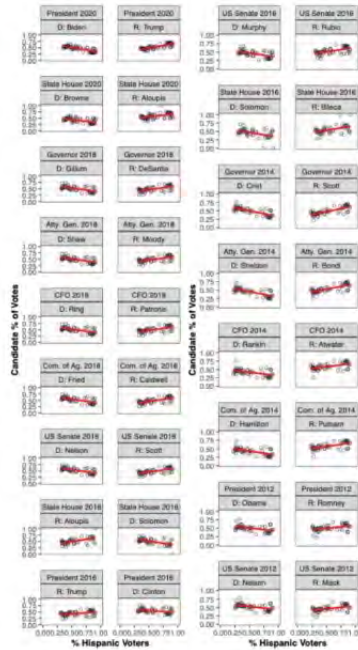 President 2020 President 2020
D: Biden R: Trump
State House 2020 State House 2020
D: Browne R: Aloupis
Governor 2018 Governor 2018
D: Gillum R: DeSantis
Atty. Gen. 2018 Atty. Gen. 2018
D: Shaw R: Moody
CFO 2018 CFO 2018
D: Ring R: Patronis
Com. of Ag. 2018 Com. of Ag. 2018
D: Fried R: Caldwell
US Senate 2018 US Senate 2018
D: Nelson R: Scott
State House 2018 State House 2018
R: Aloupis D: Solomon
President 2016 President 2016
R: Trump D: Clinton
Candidate % of Votes
% Hispanic Voters
US Senate 2016 US Senate 2016
D: Murphy R: Rubio
State House 2016 State House 2016
D: Solomon R: Bileca
Governor 2014 Governor 2014
D: Crist R: Scott
Atty. Gen. 2014 Atty. Gen. 2014
D: Sheldon R: Bondi
CFO 2014 CFO 2014
D: Rankin R: Atwater
Com. of Ag. 2014 Com. of Ag. 2014
D: Hamilton R: Putnam
President 2012 President 2012
D: Obama R: Romney
US Senate 2012 US Senate 2012
D: Nelson R: Mack
Candidate % of Votes
% Hispanic Voters